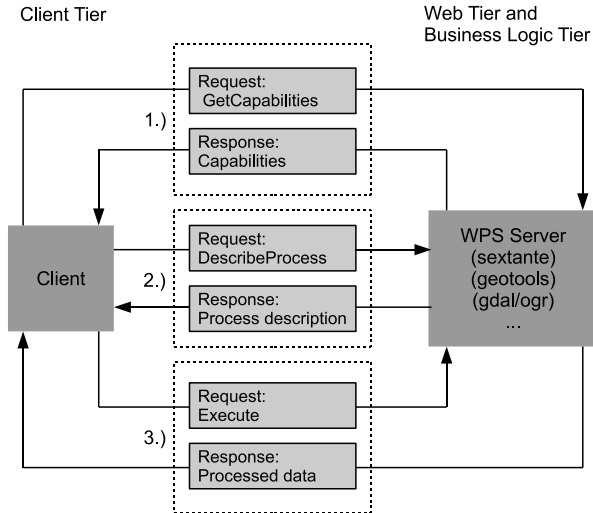 Client Tier
Web Tier and
Business Logic Tier
1.)
Request:
GetCapabilities
Response:
Capabilities
Client
2.)
Request:
DescribeProcess
Response:
Process description
WPS Server
(sextante)
(geotools)
(gdal/ogr)
...
3.)
Request:
Execute
Response:
Processed data